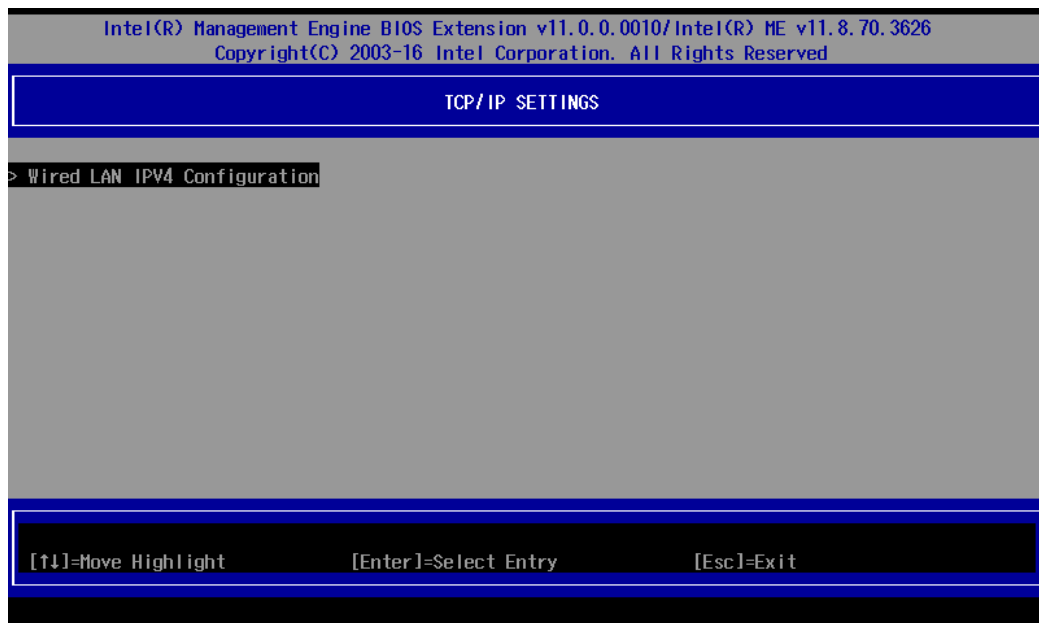 Intel(R) Management Engine BIOS Extension v11.0.0.0010/Intel(R) ME v11.8.70.3626
Copyright(C) 2003-16 Intel Corporation. All Rights Reserved
TCP/IP SETTINGS
> Wired LAN IPV4 Configuration
[↑↓]=Move Highlight [Enter]=Select Entry [Esc]=Exit